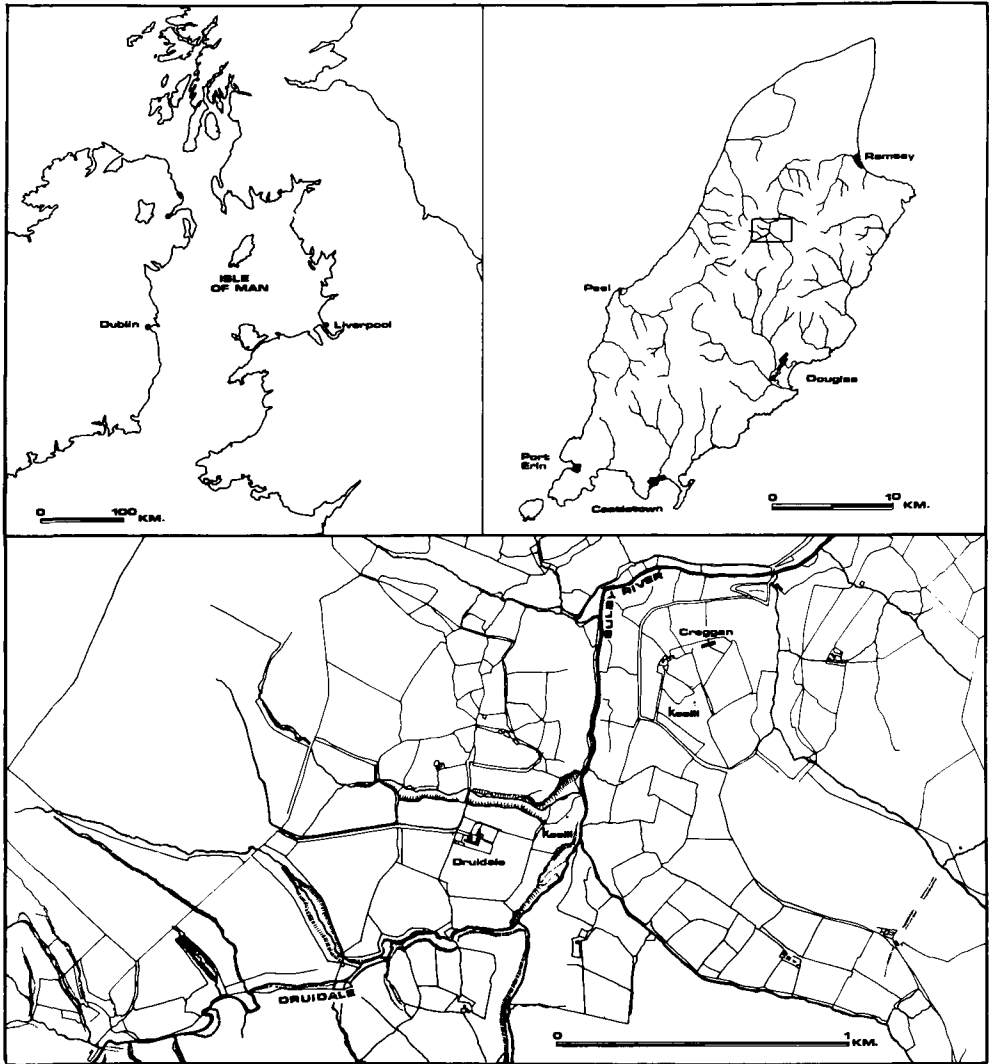 ISLE
OF MAN
Dublin
Liverpool
0 100 KM.
Ramsey
Peel
Douglas
Port
Erin
Castletown
0 10 KM.
SULBY RIVER
Creggan
Keeill
Keeill
Druidale
DRUIDALE
0 1 KM.